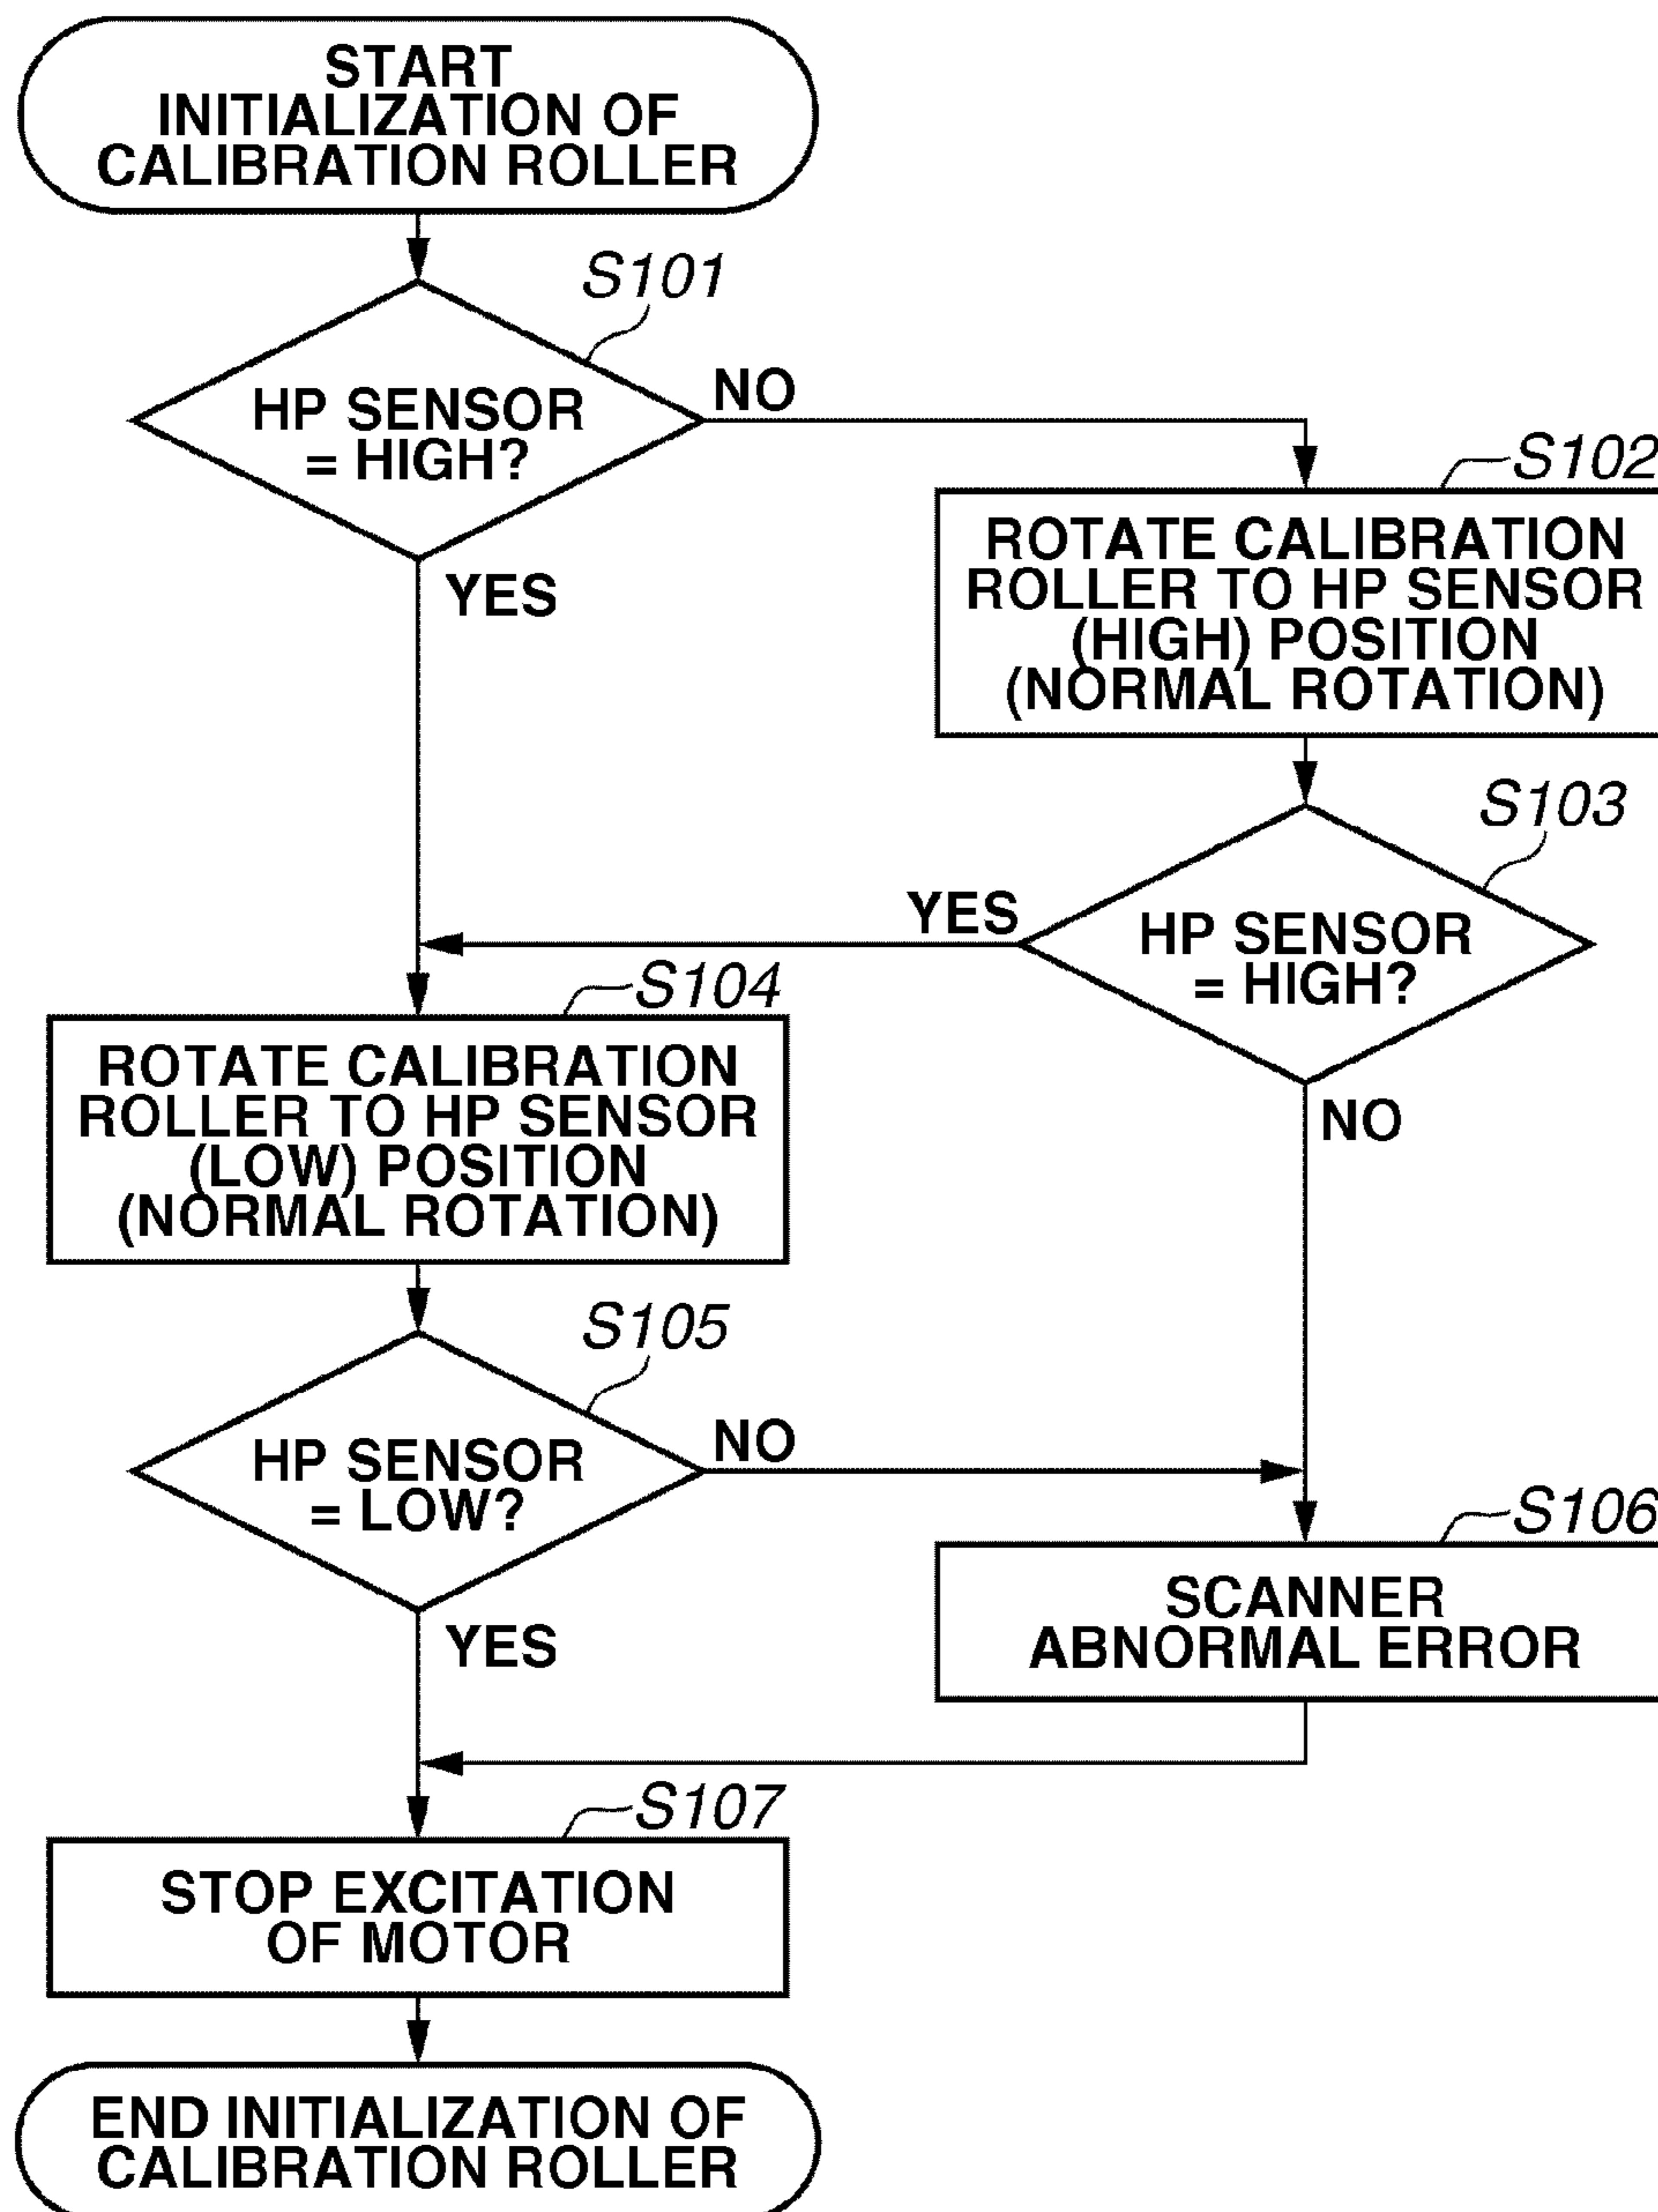 START
INITIALIZATION OF
CALIBRATION ROLLER
S101
HP SENSOR
= HIGH?
NO
YES
S102
ROTATE CALIBRATION
ROLLER TO HP SENSOR
(HIGH) POSITION
(NORMAL ROTATION)
S103
HP SENSOR
= HIGH?
YES
NO
S104
ROTATE CALIBRATION
ROLLER TO HP SENSOR
(LOW) POSITION
(NORMAL ROTATION)
S105
HP SENSOR
= LOW?
NO
YES
S106
SCANNER
ABNORMAL ERROR
S107
STOP EXCITATION
OF MOTOR
END INITIALIZATION OF
CALIBRATION ROLLER